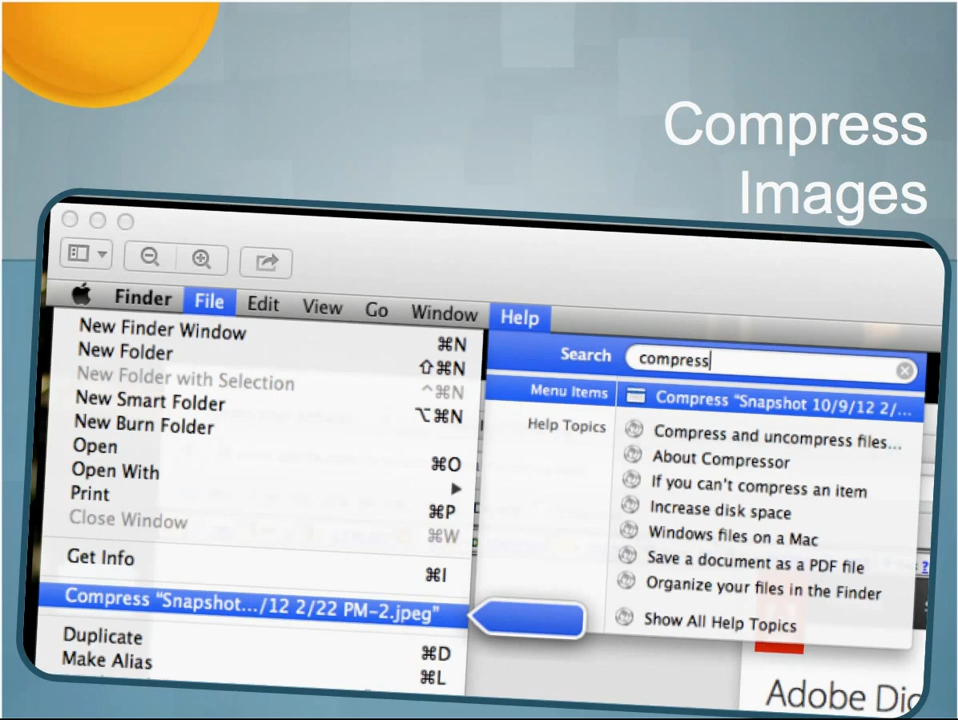 Compress
Images
Finder File Edit View Go Window Help
New Finder Window ⌘N
New Folder ⇧⌘N
New Folder with Selection ^⌘N
New Smart Folder ⌥⌘N
New Burn Folder
Open ⌘O
Open With ▶
Print ⌘P
Close Window ⌘W
Get Info ⌘I
Compress “Snapshot.../12 2/22 PM-2.jpeg”
Duplicate ⌘D
Make Alias ⌘L
Search compress
Menu Items Compress “Snapshot 10/9/12 2/...
Help Topics Compress and uncompress files...
About Compressor
If you can't compress an item
Increase disk space
Windows files on a Mac
Save a document as a PDF file
Organize your files in the Finder
Show All Help Topics
?
Adobe Dig